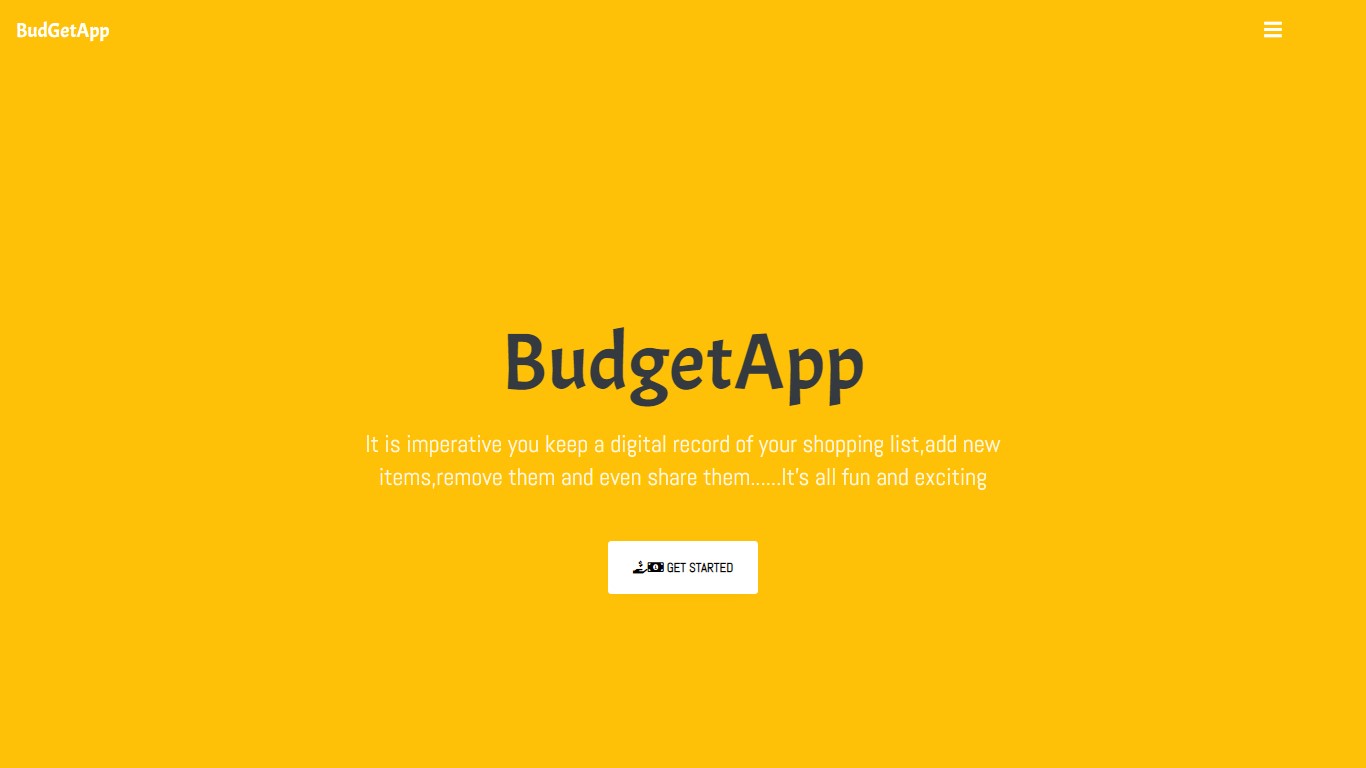 BudGetApp
BudgetApp
It is imperative you keep a digital record of your shopping list,add new
items,remove them and even share them......It's all fun and exciting
GET STARTED